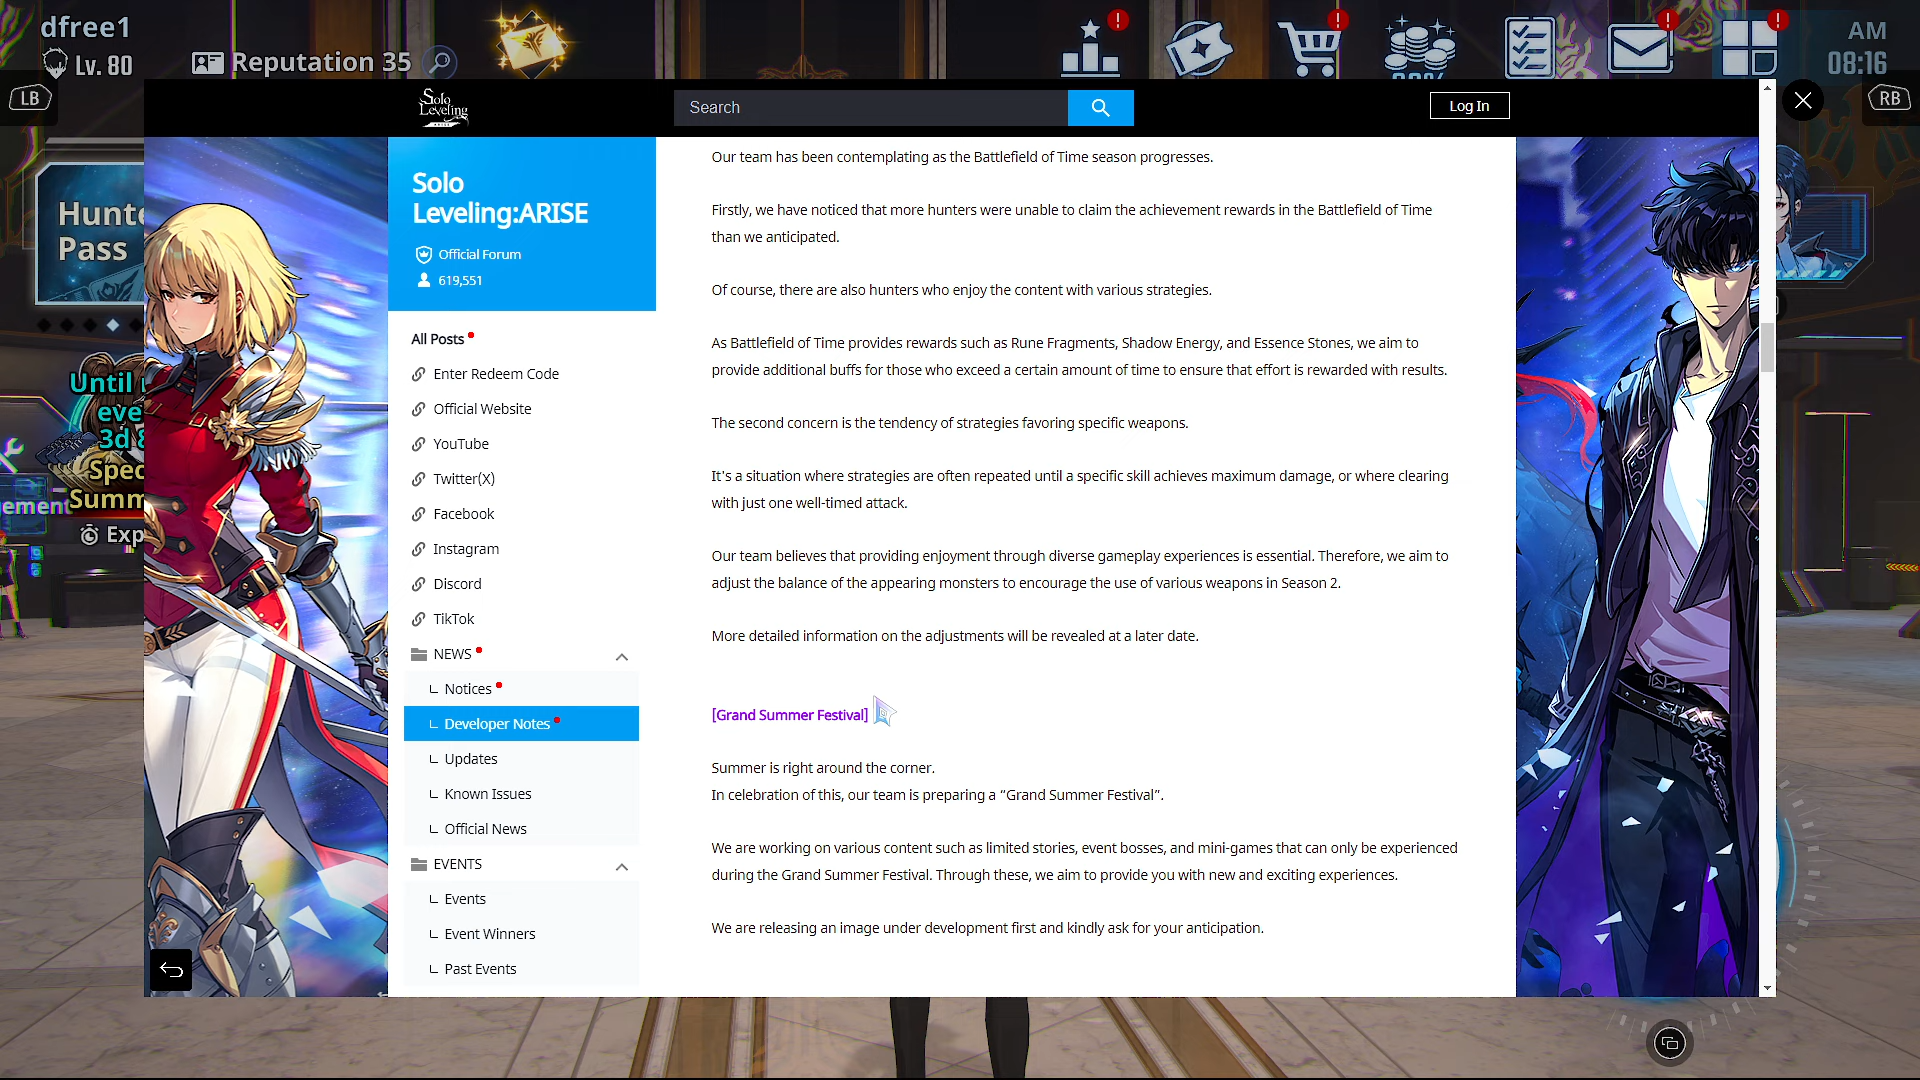 dfree1
Lv. 80
Reputation 35
AM
08:16
LB
RB
Solo
Leveling
ARISE
Search
Log In
Hunte
Pass
Until
eve
3d
Spec
Summ
ement
Exp
Solo
Leveling:ARISE
Official Forum
619,551
All Posts
Enter Redeem Code
Official Website
YouTube
Twitter(X)
Facebook
Instagram
Discord
TikTok
NEWS
Notices
Developer Notes
Updates
Known Issues
Official News
EVENTS
Events
Event Winners
Past Events
Our team has been contemplating as the Battlefield of Time season progresses.
Firstly, we have noticed that more hunters were unable to claim the achievement rewards in the Battlefield of Time
than we anticipated.
Of course, there are also hunters who enjoy the content with various strategies.
As Battlefield of Time provides rewards such as Rune Fragments, Shadow Energy, and Essence Stones, we aim to
provide additional buffs for those who exceed a certain amount of time to ensure that effort is rewarded with results.
The second concern is the tendency of strategies favoring specific weapons.
It's a situation where strategies are often repeated until a specific skill achieves maximum damage, or where clearing
with just one well-timed attack.
Our team believes that providing enjoyment through diverse gameplay experiences is essential. Therefore, we aim to
adjust the balance of the appearing monsters to encourage the use of various weapons in Season 2.
More detailed information on the adjustments will be revealed at a later date.
[Grand Summer Festival]
Summer is right around the corner.
In celebration of this, our team is preparing a “Grand Summer Festival”.
We are working on various content such as limited stories, event bosses, and mini-games that can only be experienced
during the Grand Summer Festival. Through these, we aim to provide you with new and exciting experiences.
We are releasing an image under development first and kindly ask for your anticipation.